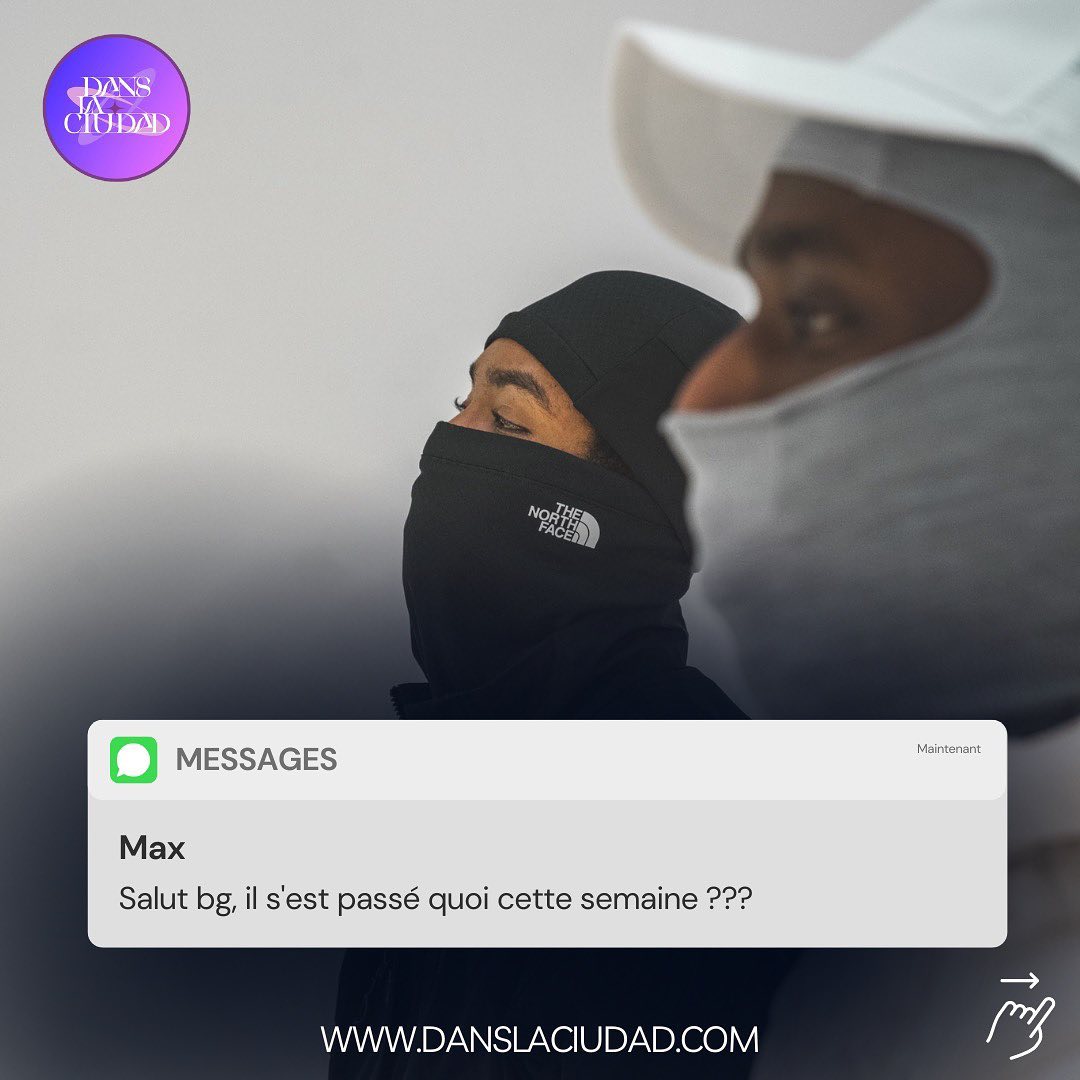 DANS
LA
CIUDAD
THE
NORTH
FACE
MESSAGES
Maintenant
Max
Salut bg, il s'est passé quoi cette semaine ???
WWW.DANSLACIUDAD.COM